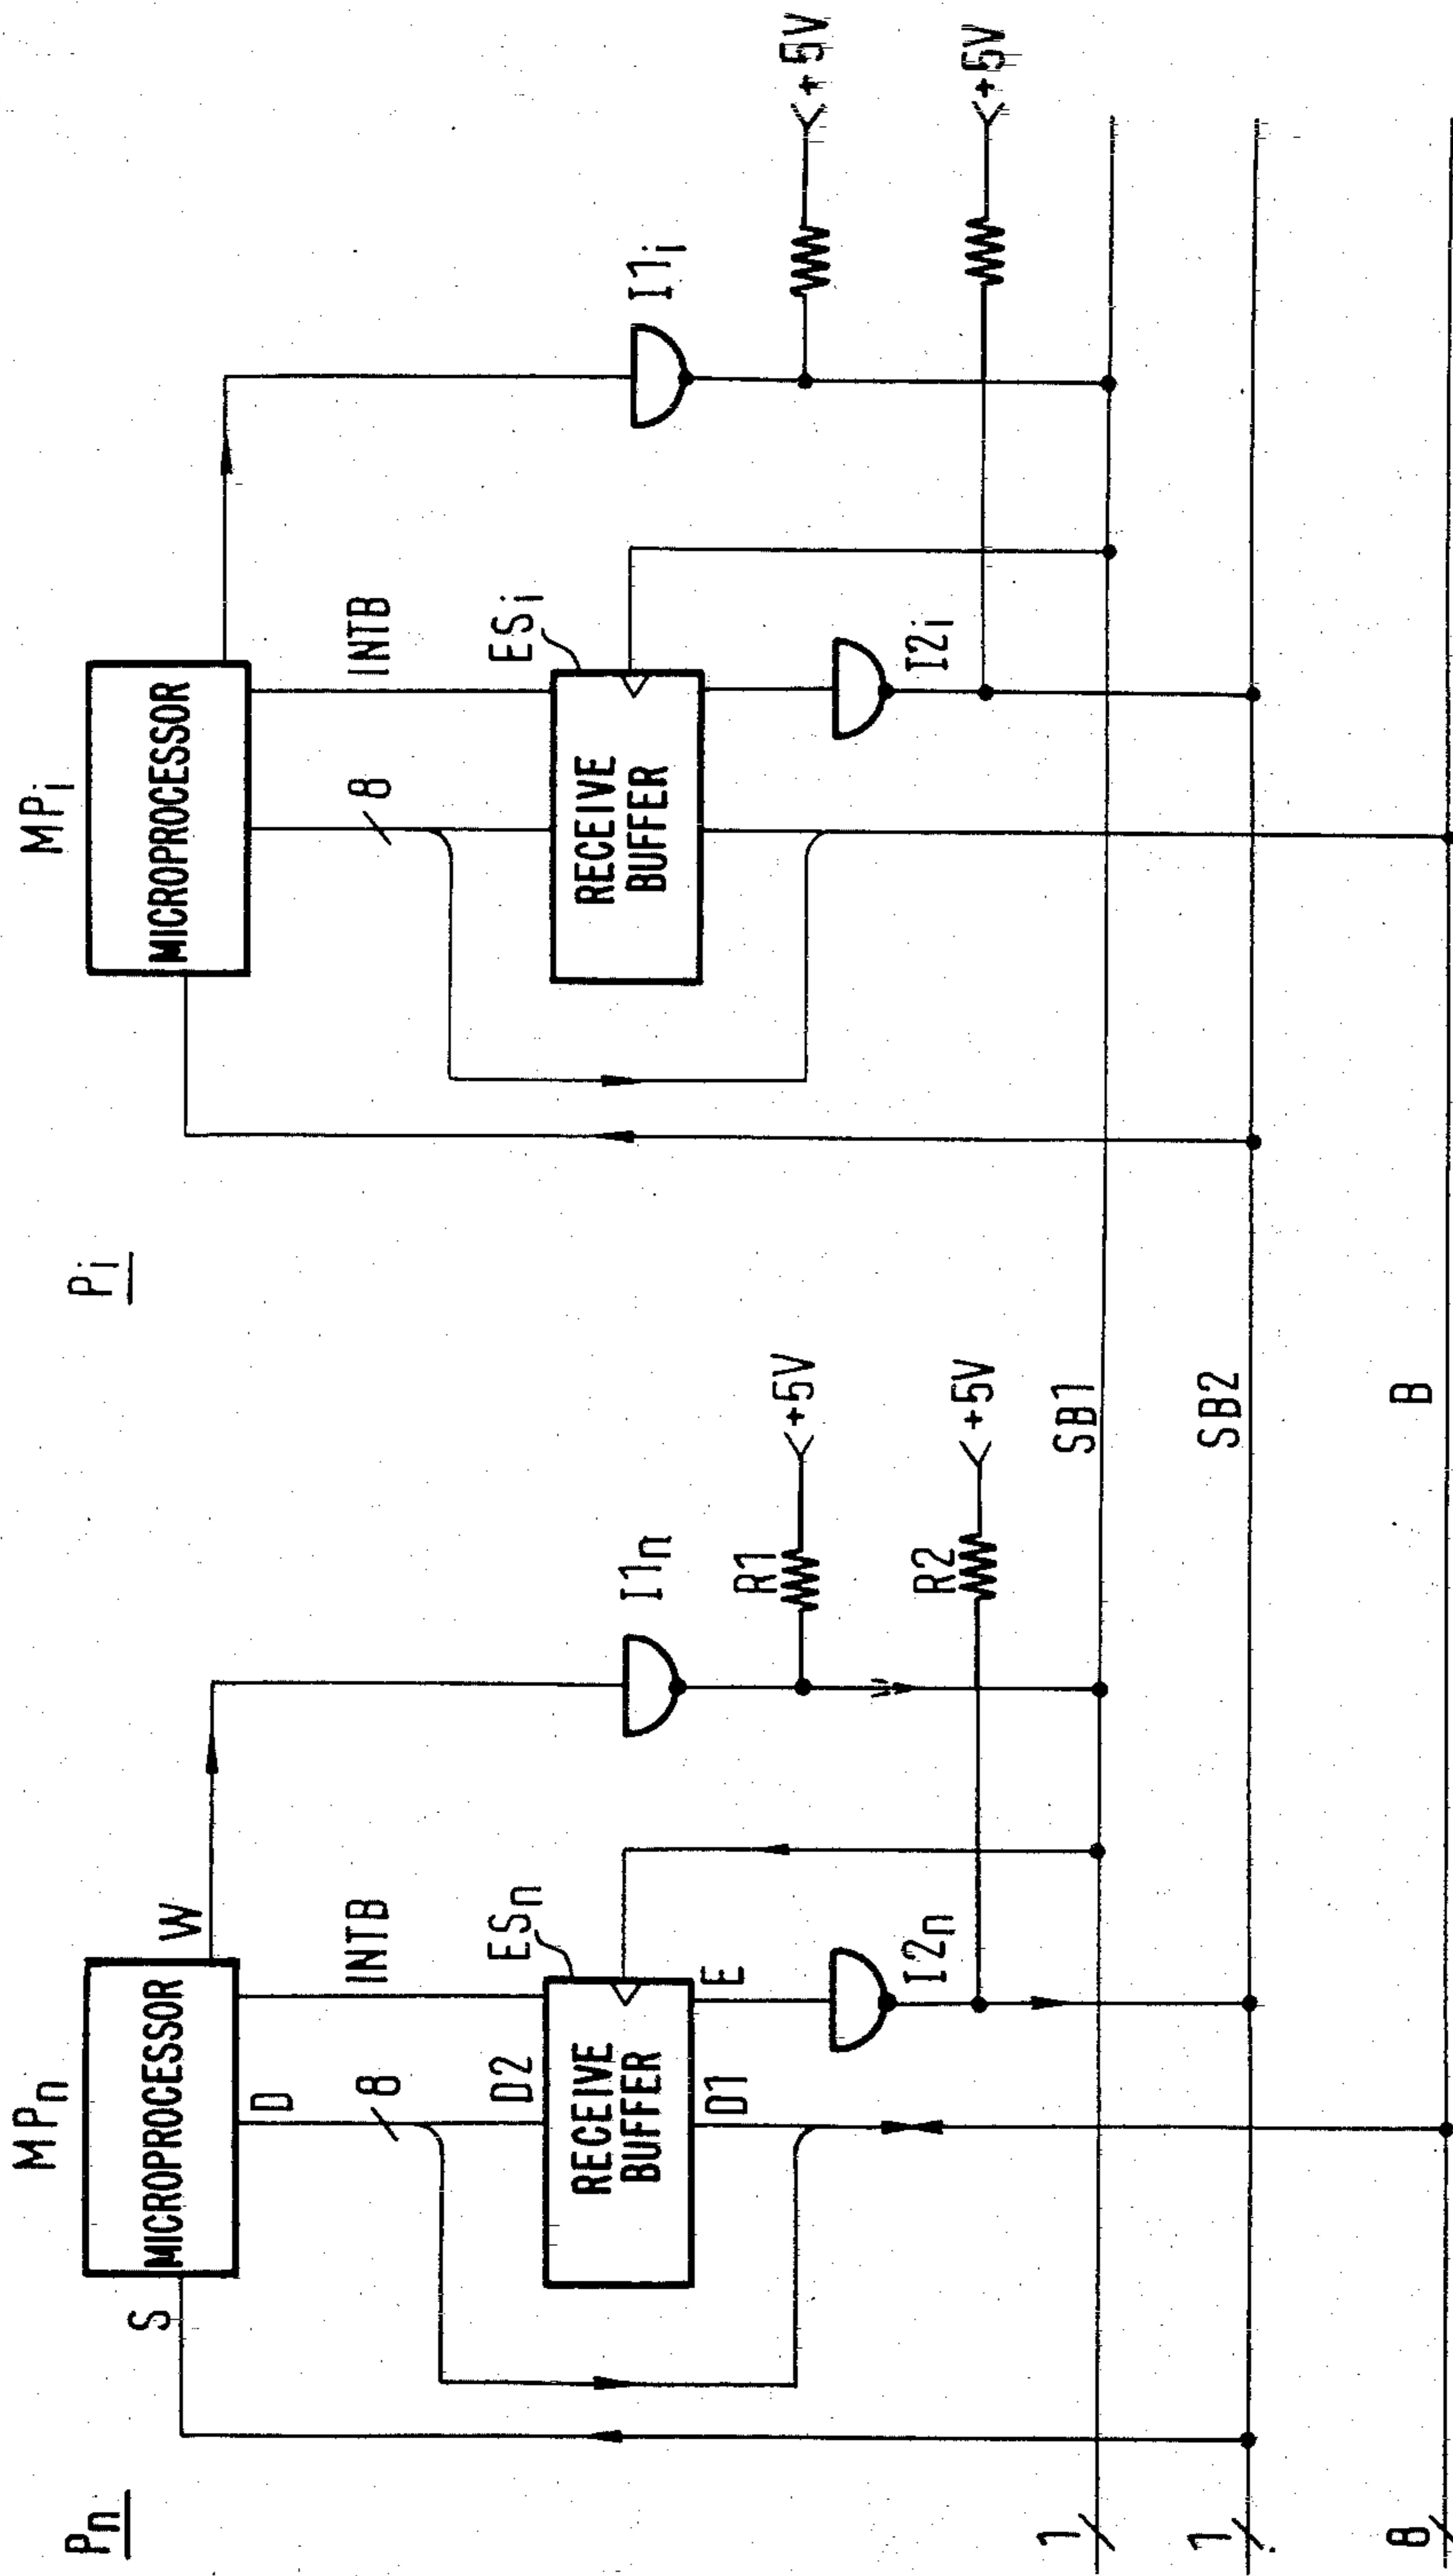 Pn
MPn
MICROPROCESSOR
S
W
D
INTB
8
ESn
D2
RECEIVE
BUFFER
D1
E
I1n
I2n
R1
+5V
R2
+5V
Pi
MPi
MICROPROCESSOR
INTB
8
ESi
RECEIVE
BUFFER
I1i
I2i
+5V
+5V
1
SB1
1
SB2
8
B